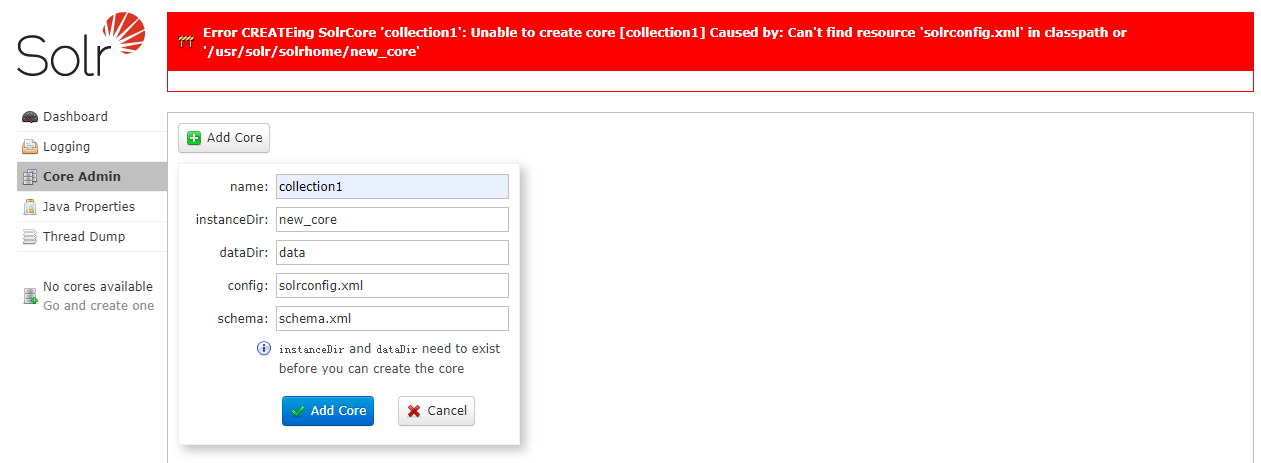 Solr
Error CREATEing SolrCore 'collection1': Unable to create core [collection1] Caused by: Can't find resource 'solrconfig.xml' in classpath or
'/usr/solr/solrhome/new_core'
Dashboard
Logging
Core Admin
Java Properties
Thread Dump
No cores available
Go and create one
Add Core
name: collection1
instanceDir: new_core
dataDir: data
config: solrconfig.xml
schema: schema.xml
instanceDir and dataDir need to exist
before you can create the core
Add Core Cancel